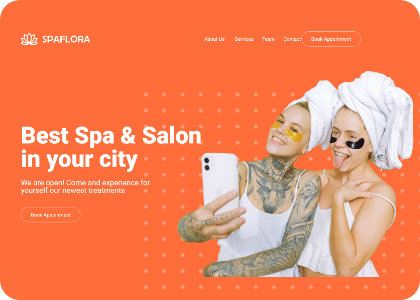 SPAFLORA
About Us Services Team Contact Book Appointment
Best Spa & Salon
in your city
We are open! Come and experience for
yourself our newest treatments
Book Appointment